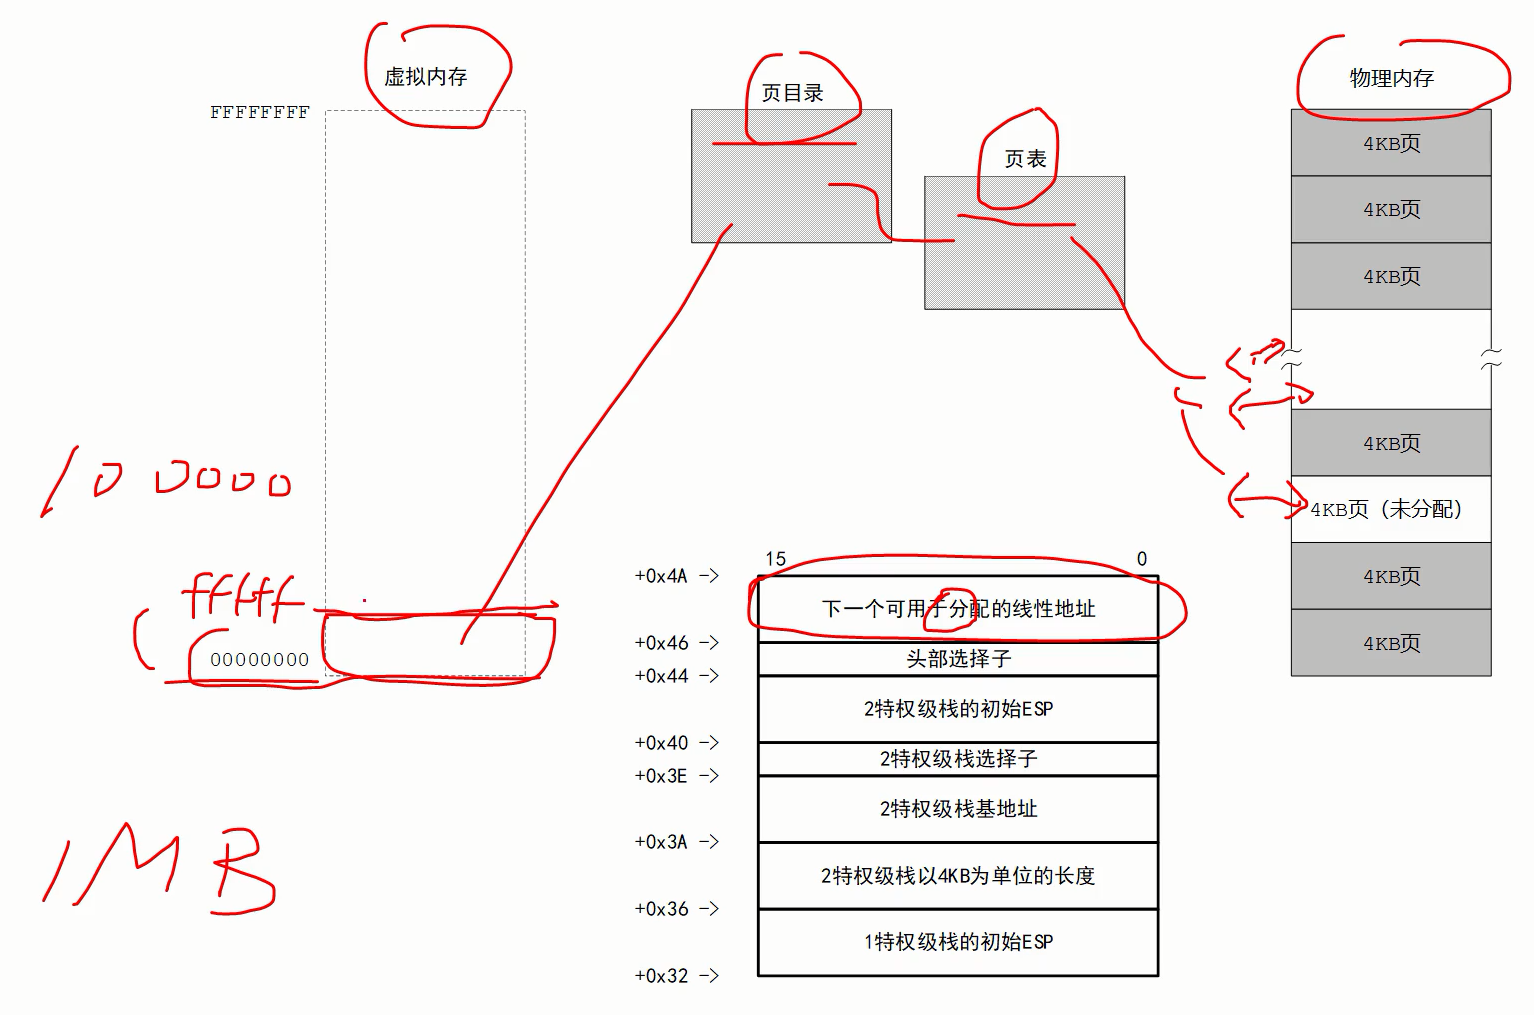 虚拟内存
FFFFFFFF
页目录
页表
物理内存
4KB页
4KB页
4KB页
4KB页
4KB页（未分配）
4KB页
4KB页
100000
fffff
00000000
1MB
15 0
+0x4A ->
下一个可用于分配的线性地址
+0x46 ->
头部选择子
+0x44 ->
2特权级栈的初始ESP
+0x40 ->
2特权级栈选择子
+0x3E ->
2特权级栈基地址
+0x3A ->
2特权级栈以4KB为单位的长度
+0x36 ->
1特权级栈的初始ESP
+0x32 ->